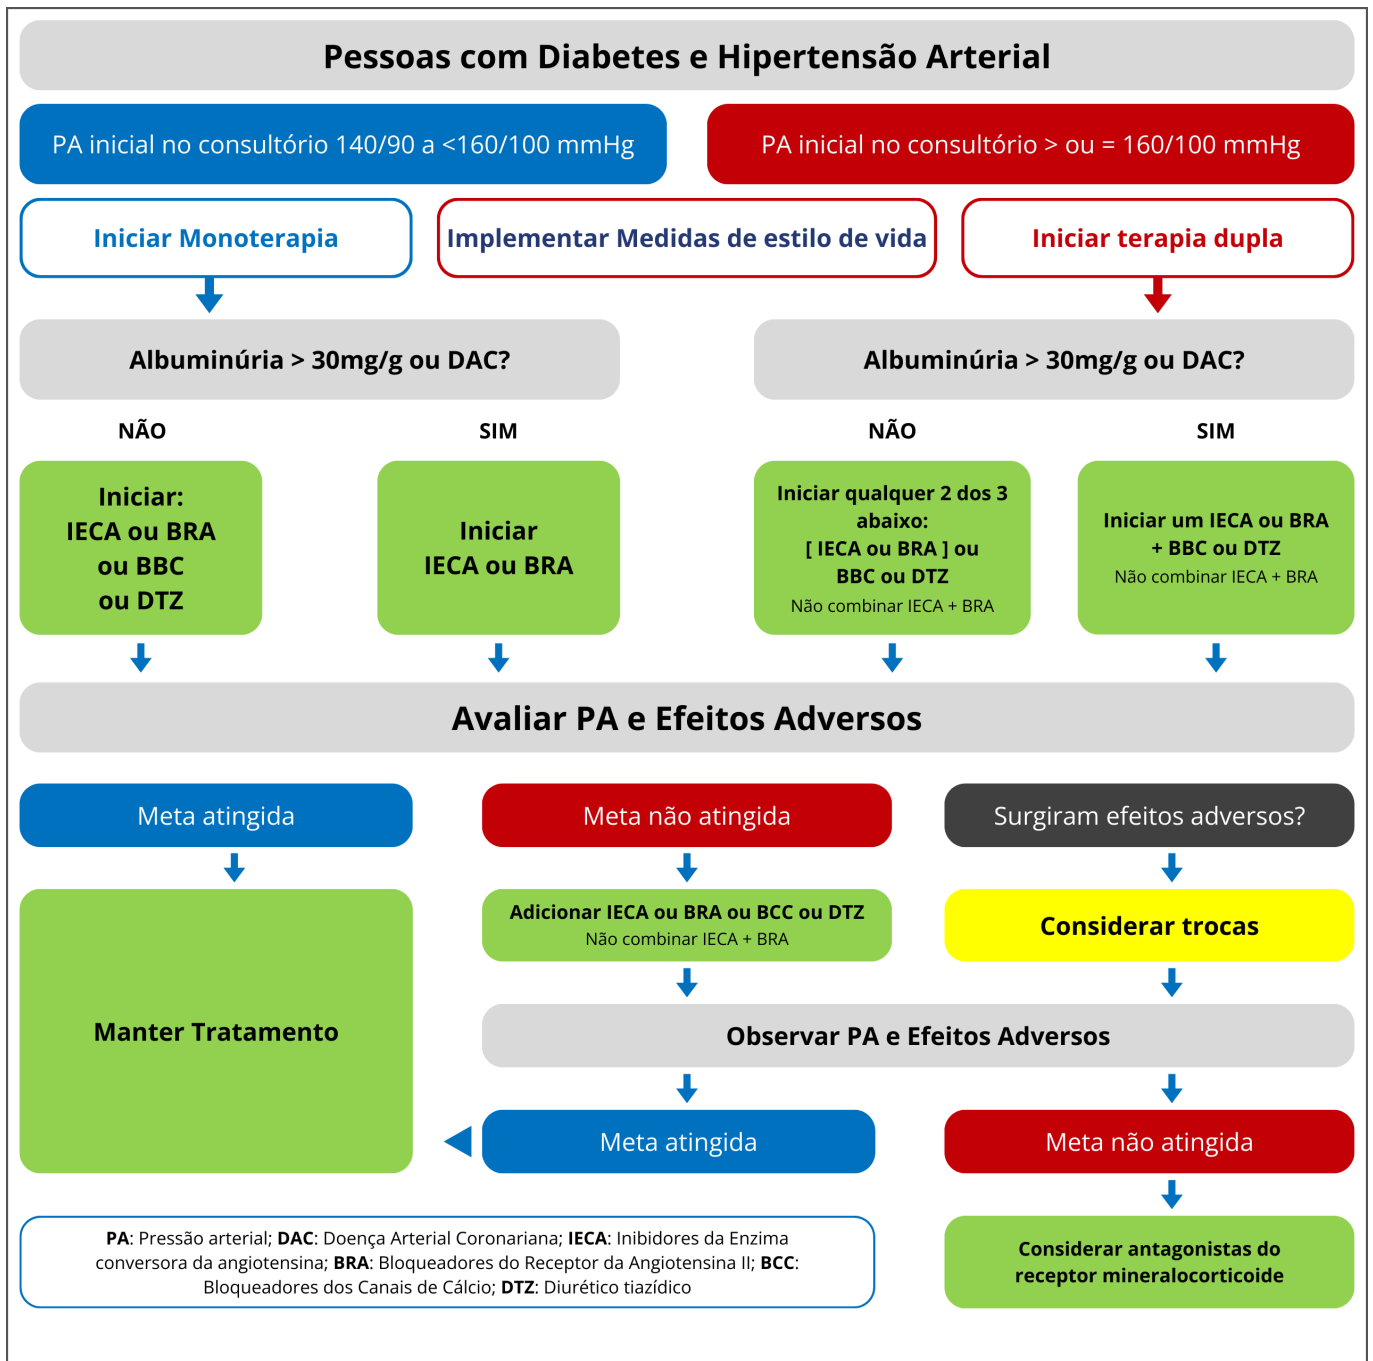 Pessoas com Diabetes e Hipertensão Arterial
PA inicial no consultório 140/90 a <160/100 mmHg
PA inicial no consultório > ou = 160/100 mmHg
Iniciar Monoterapia
Implementar Medidas de estilo de vida
Iniciar terapia dupla
Albuminúria > 30mg/g ou DAC?
Albuminúria > 30mg/g ou DAC?
NÃO
SIM
NÃO
SIM
Iniciar:
IECA ou BRA
ou BBC
ou DTZ
Iniciar
IECA ou BRA
Iniciar qualquer 2 dos 3
abaixo:
[ IECA ou BRA ] ou
BBC ou DTZ
Não combinar IECA + BRA
Iniciar um IECA ou BRA
+ BBC ou DTZ
Não combinar IECA + BRA
Avaliar PA e Efeitos Adversos
Meta atingida
Meta não atingida
Surgiram efeitos adversos?
Adicionar IECA ou BRA ou BCC ou DTZ
Não combinar IECA + BRA
Considerar trocas
Manter Tratamento
Observar PA e Efeitos Adversos
Meta atingida
Meta não atingida
PA: Pressão arterial; DAC: Doença Arterial Coronariana; IECA: Inibidores da Enzima
conversora da angiotensina; BRA: Bloqueadores do Receptor da Angiotensina II; BCC:
Bloqueadores dos Canais de Cálcio; DTZ: Diurético tiazídico
Considerar antagonistas do
receptor mineralocorticoide